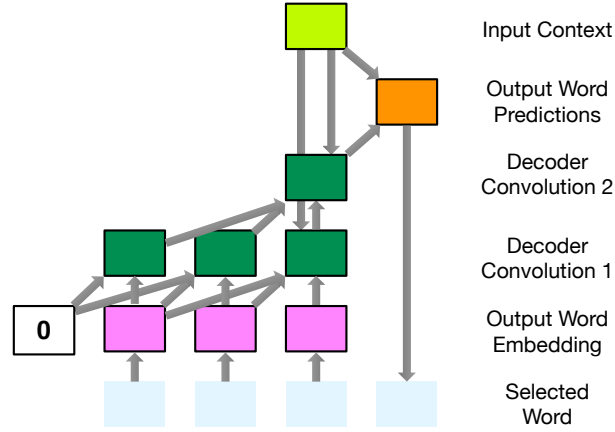 Input Context
Output Word
Predictions
Decoder
Convolution 2
Decoder
Convolution 1
0
Output Word
Embedding
Selected
Word